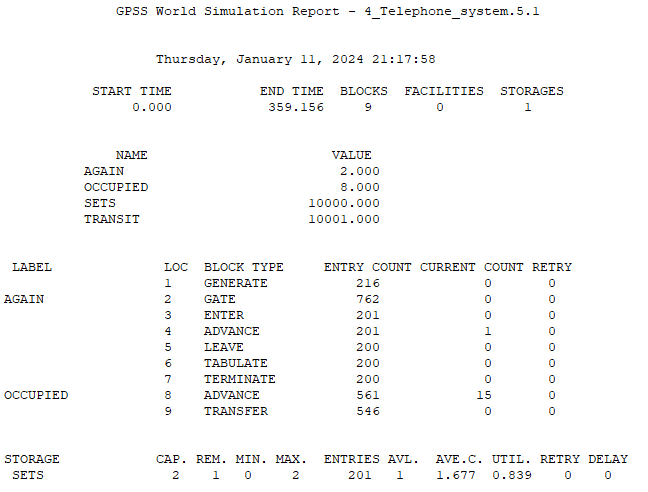 GPSS World Simulation Report - 4_Telephone_system.5.1
Thursday, January 11, 2024 21:17:58
START TIME END TIME BLOCKS FACILITIES STORAGES
0.000 359.156 9 0 1
NAME VALUE
AGAIN 2.000
OCCUPIED 8.000
SETS 10000.000
TRANSIT 10001.000
LABEL LOC BLOCK TYPE ENTRY COUNT CURRENT COUNT RETRY
1 GENERATE 216 0 0
AGAIN 2 GATE 762 0 0
3 ENTER 201 0 0
4 ADVANCE 201 1 0
5 LEAVE 200 0 0
6 TABULATE 200 0 0
7 TERMINATE 200 0 0
OCCUPIED 8 ADVANCE 561 15 0
9 TRANSFER 546 0 0
STORAGE CAP. REM. MIN. MAX. ENTRIES AVL. AVE.C. UTIL. RETRY DELAY
SETS 2 1 0 2 201 1 1.677 0.839 0 0